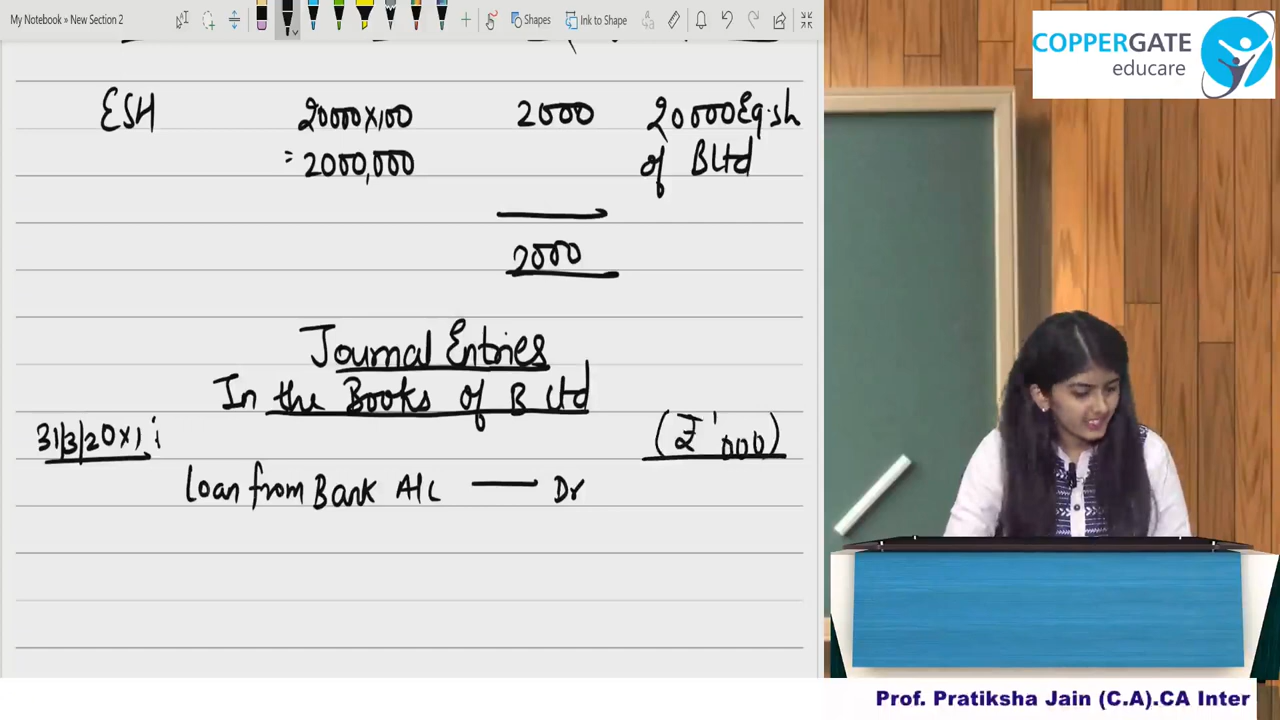 My Notebook » New Section 2
Shapes
Ink to Shape
COPPERGATE
educare
ESH 20000x100 2000 20000 Eq.sh
= 2000,000 of B Ltd
2000
Journal Entries
In the Books of B Ltd
31/3/20x1 (₹'000)
Loan from Bank A/c — Dr
Prof. Pratiksha Jain (C.A).CA Inter